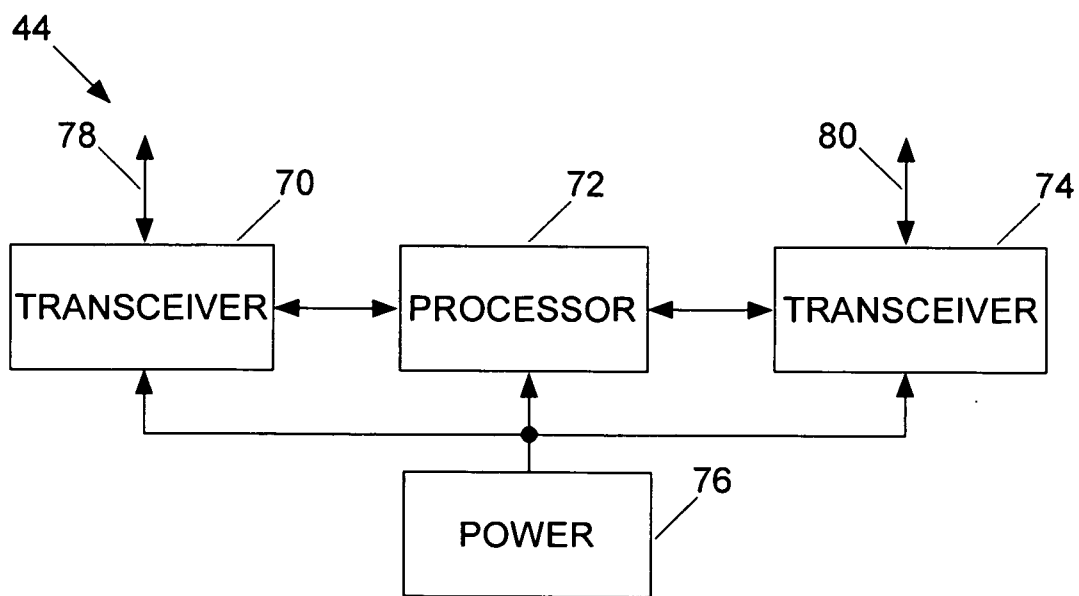 44
78
80
70
72
74
TRANSCEIVER
PROCESSOR
TRANSCEIVER
76
POWER